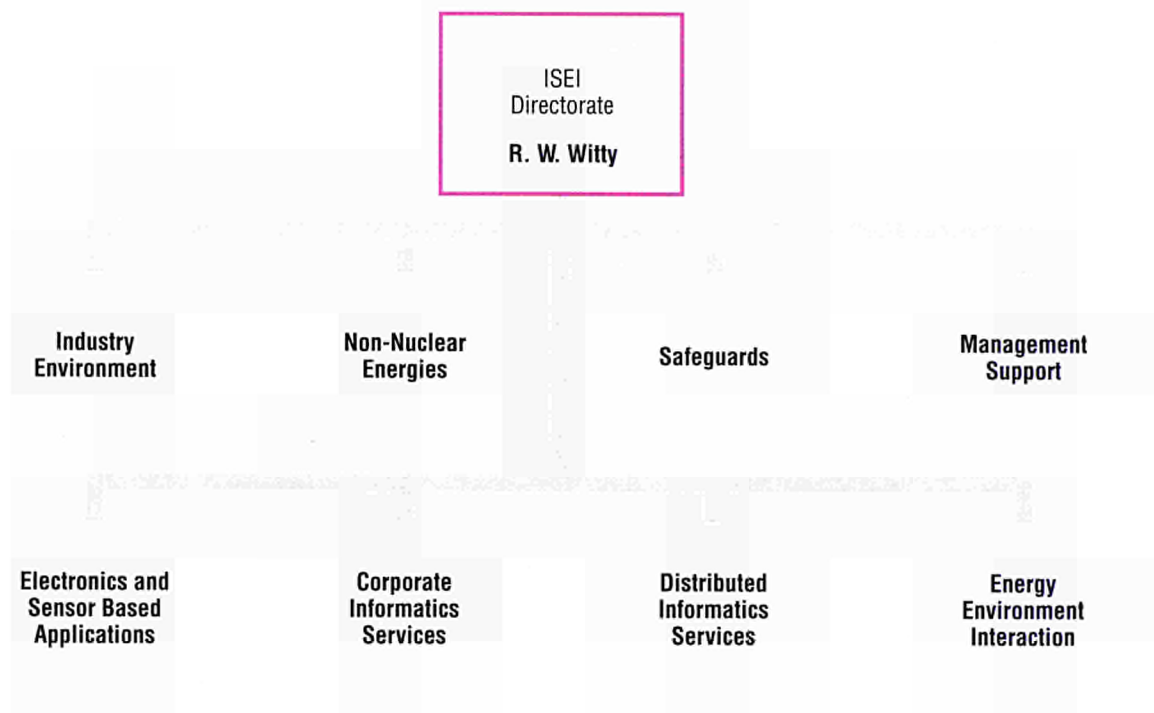 ISEI
Directorate
R. W. Witty
Industry
Environment
Non-Nuclear
Energies
Safeguards
Management
Support
Electronics and
Sensor Based
Applications
Corporate
Informatics
Services
Distributed
Informatics
Services
Energy
Environment
Interaction